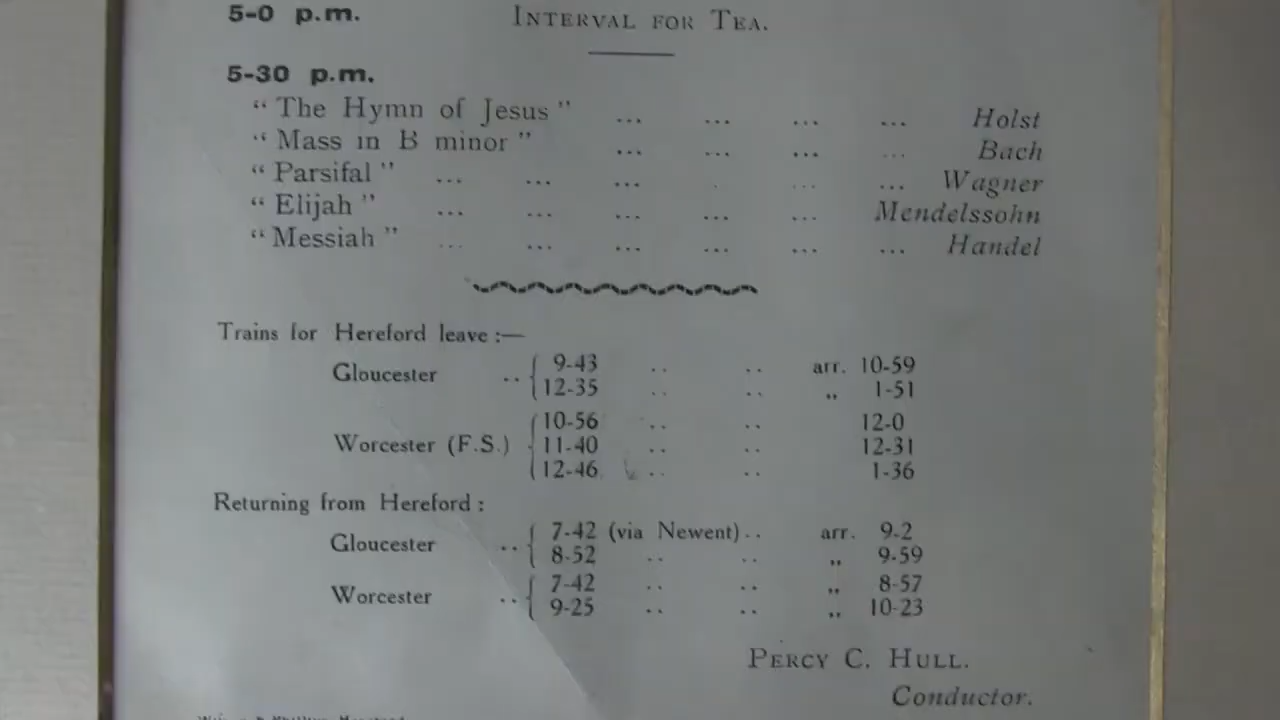 5-0 p.m. INTERVAL FOR TEA.
5-30 p.m.
“ The Hymn of Jesus ” ... ... ... ... Holst
“ Mass in B minor ” ... ... ... ... Bach
“ Parsifal ” ... ... ... . ... ... Wagner
“ Elijah ” ... ... ... ... ... Mendelssohn
“ Messiah ” ... ... ... ... ... ... Handel
Trains for Hereford leave :—
Gloucester .. { 9-43 .. .. arr. 10-59
12-35 .. .. „ 1-51
10-56 .. .. 12-0
Worcester (F.S.) { 11-40 .. .. 12-31
12-46 .. .. 1-36
Returning from Hereford :
Gloucester .. { 7-42 (via Newent) .. arr. 9-2
8-52 .. .. „ 9-59
Worcester .. { 7-42 .. .. „ 8-57
9-25 .. .. „ 10-23
PERCY C. HULL.
Conductor.